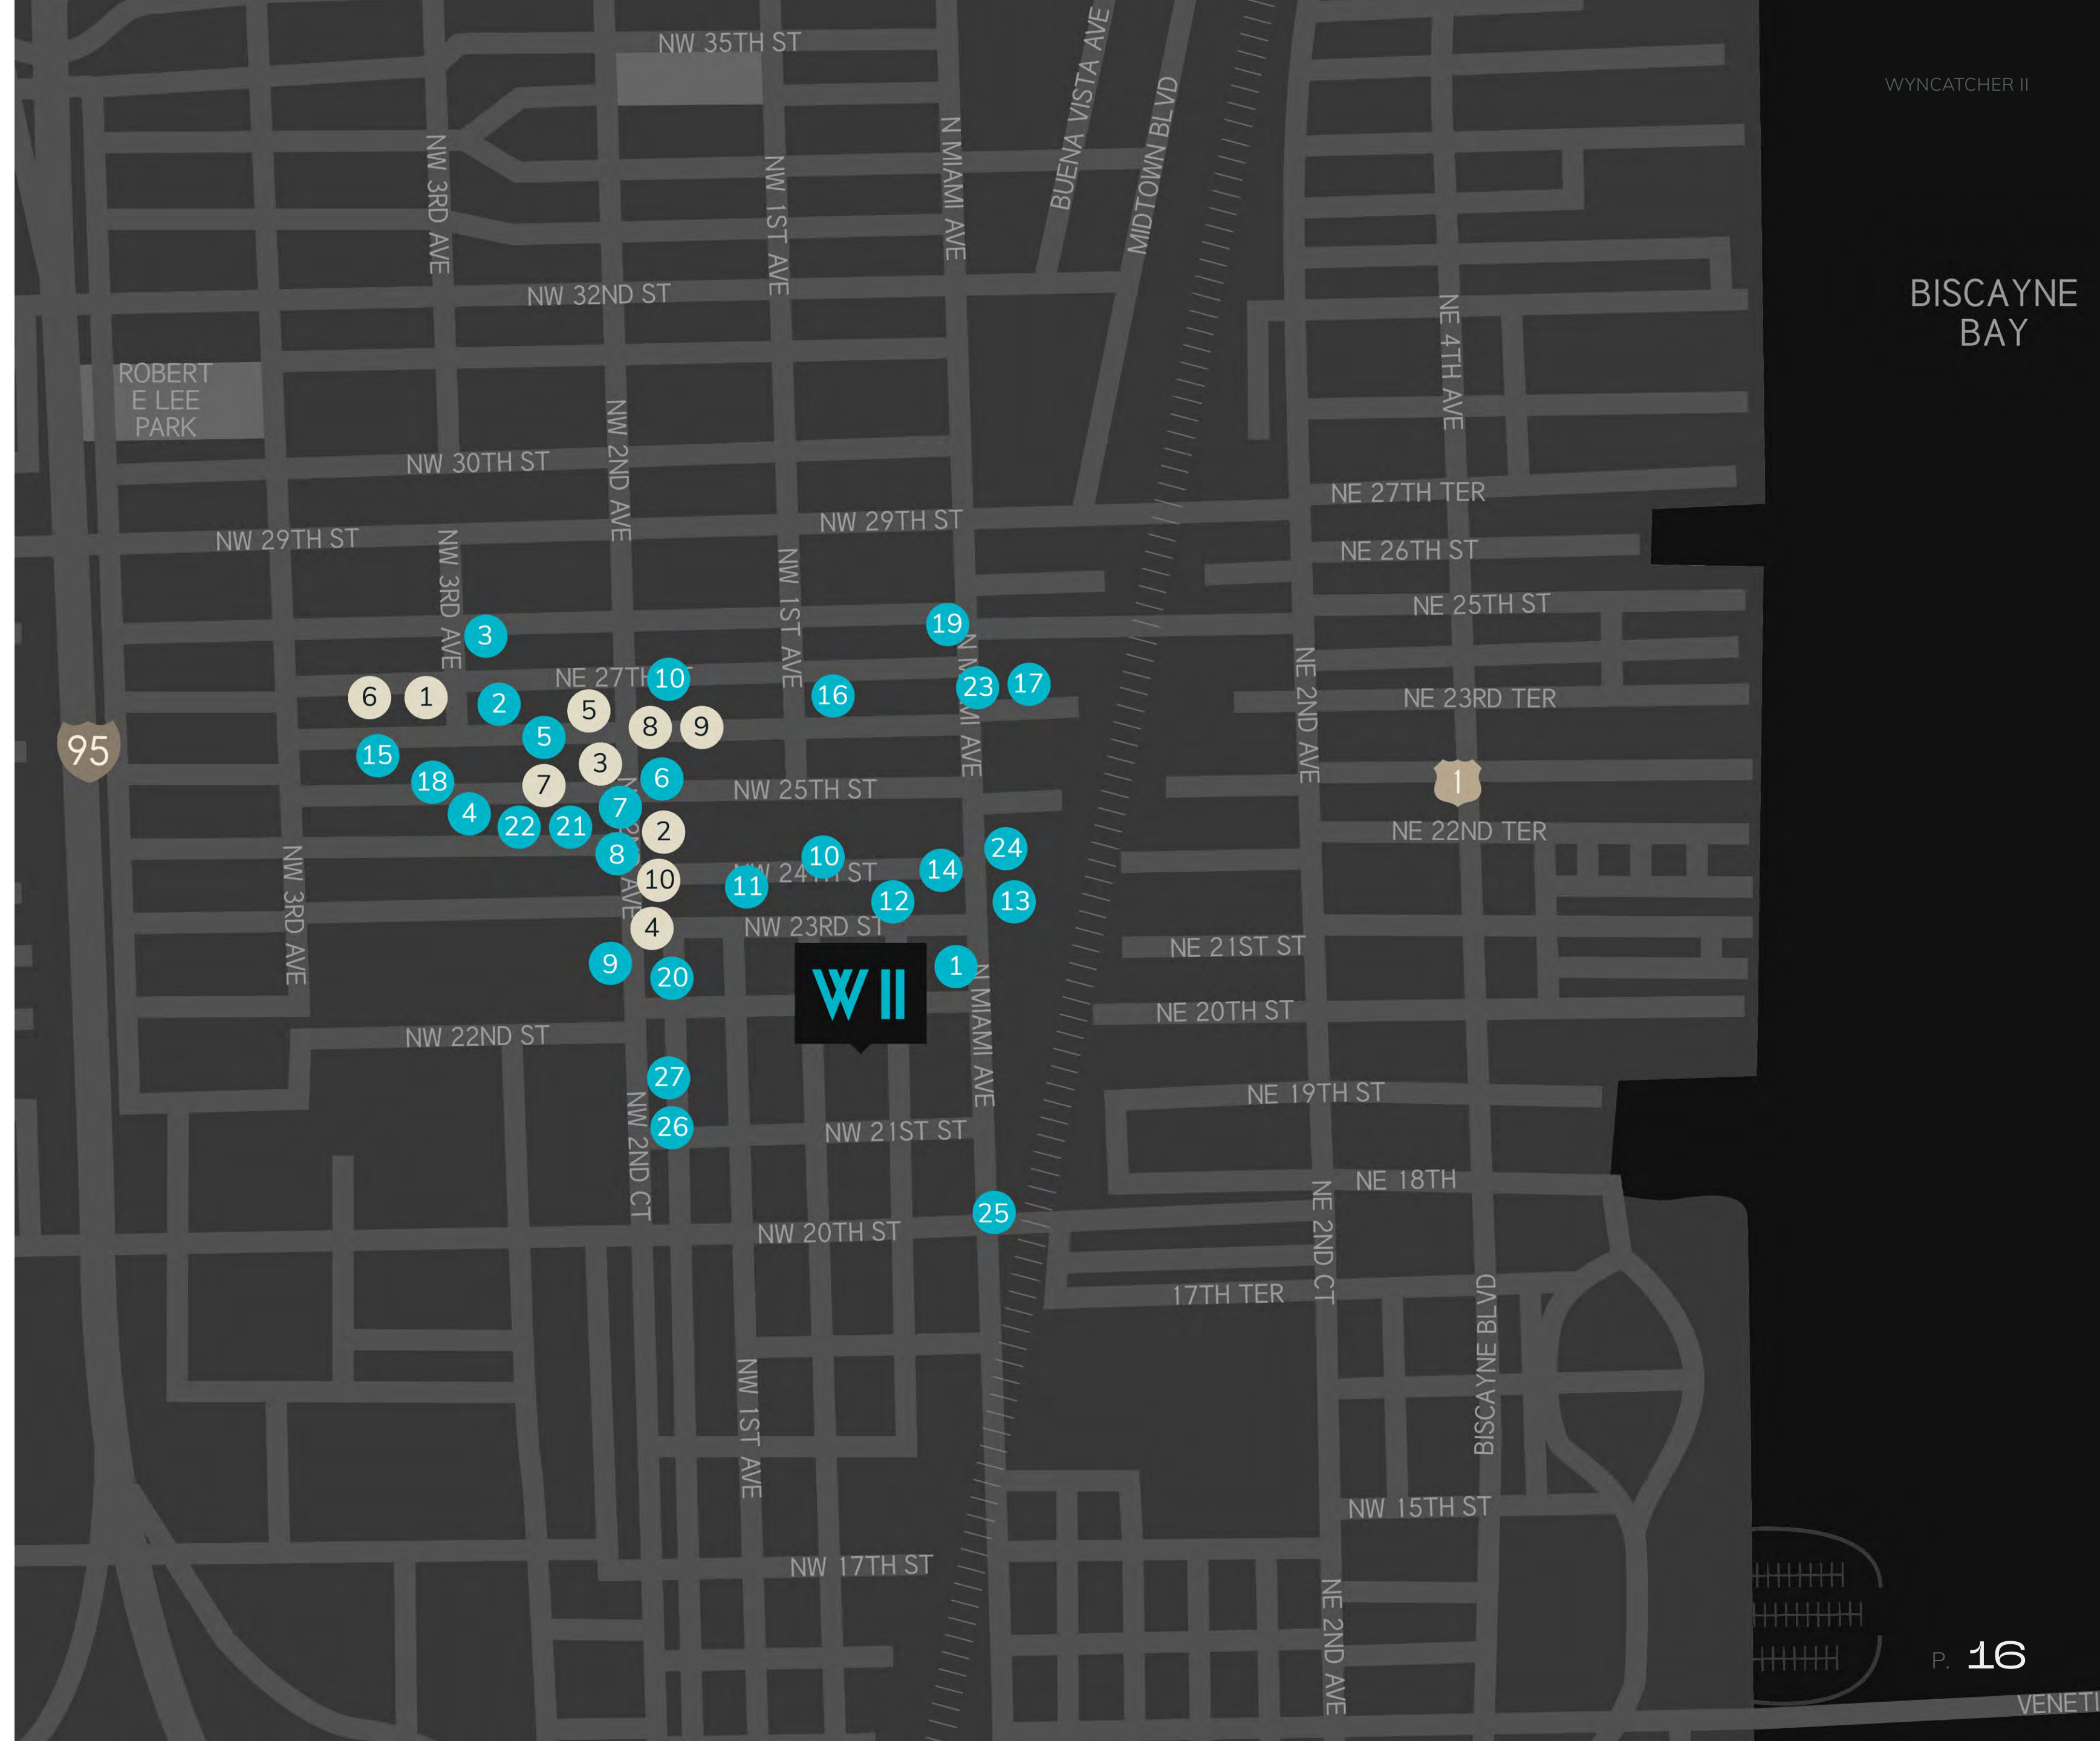 WYNCATCHER II
NW 35TH ST
BUENA VISTA AVE
MIDTOWN BLVD
NW 3RD AVE
NW 1ST AVE
N MIAMI AVE
BISCAYNE
BAY
NW 32ND ST
NE 4TH AVE
ROBERT
E LEE
PARK
NW 2ND AVE
NW 30TH ST
NE 27TH TER
NW 29TH ST
NW 29TH ST
NE 26TH ST
NW 3RD AVE
NW 1ST AVE
NE 25TH ST
19
3
N MIAMI AVE
NE 2ND AVE
NE 27TH
10
6
1
2
5
16
23
17
NE 23RD TER
8
9
5
95
15
3
18
7
6
NW 25TH ST
1
4
22
21
7
2
NE 22ND TER
8
10
24
NW 24TH ST
14
10
11
12
13
NW 3RD AVE
AVE
4
NW 23RD ST
NE 21ST ST
9
20
1
W II
N MIAMI AVE
NE 20TH ST
NW 22ND ST
27
NE 19TH ST
26
NW 2ND CT
NW 21ST ST
NE 18TH
25
NW 20TH ST
NE 2ND CT
17TH TER
BISCAYNE BLVD
NW 1ST AVE
NW 15TH ST
NW 17TH ST
NE 2ND AVE
P. 16
VENETI